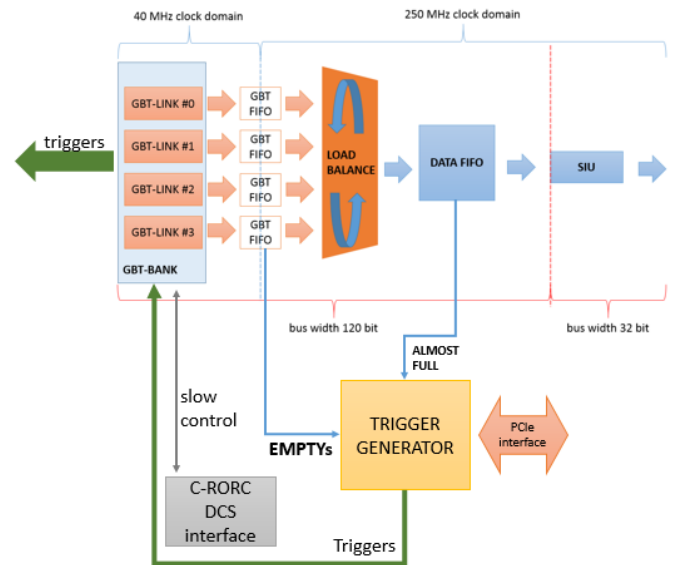 40 MHz clock domain
250 MHz clock domain
GBT-LINK #0
GBT
FIFO
GBT-LINK #1
GBT
FIFO
GBT-LINK #2
GBT
FIFO
GBT-LINK #3
GBT
FIFO
GBT-BANK
triggers
LOAD
BALANCE
DATA FIFO
SIU
bus width 120 bit
bus width 32 bit
ALMOST
FULL
slow
control
EMPTYs
TRIGGER
GENERATOR
PCIe
interface
C-RORC
DCS
interface
Triggers